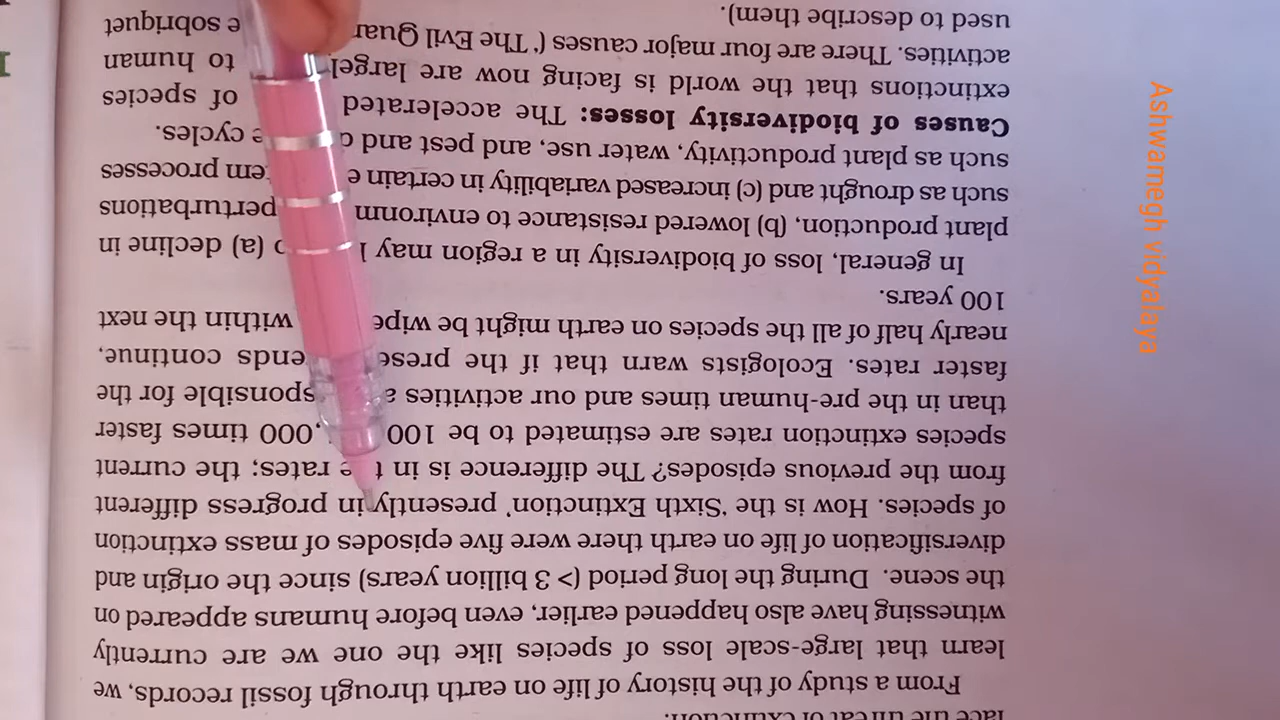 face the threat of extinction.
From a study of the history of life on earth through fossil records, we
learn that large-scale loss of species like the one we are currently
witnessing have also happened earlier, even before humans appeared on
the scene. During the long period (> 3 billion years) since the origin and
diversification of life on earth there were five episodes of mass extinction
of species. How is the 'Sixth Extinction' presently in progress different
from the previous episodes? The difference is in the rates; the current
species extinction rates are estimated to be 100 ,000 times faster
than in the pre-human times and our activities sponsible for the
faster rates. Ecologists warn that if the prese ends continue,
nearly half of all the species on earth might be wipe within the next
100 years.
In general, loss of biodiversity in a region may (a) decline in
plant production, (b) lowered resistance to environm perturbations
such as drought and (c) increased variability in certain e em processes
such as plant productivity, water use, and pest and cycles.
Causes of biodiversity losses: The accelerated of species
extinctions that the world is facing now are largel to human
activities. There are four major causes (' The Evil Quar e sobriquet
used to describe them).
Ashwamegh vidyalaya